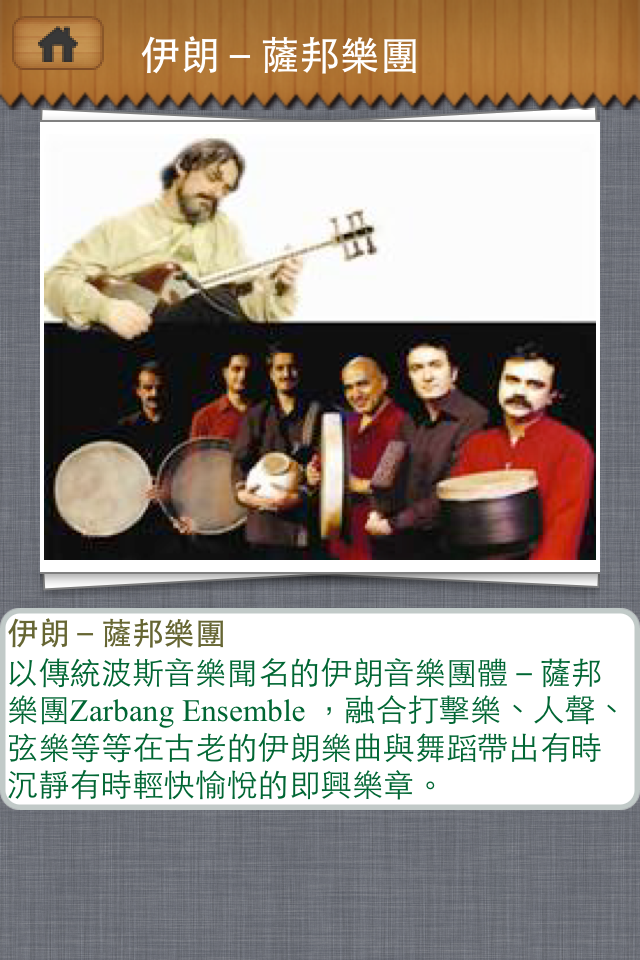 伊朗－薩邦樂團
伊朗－薩邦樂團
以傳統波斯音樂聞名的伊朗音樂團體－薩邦
樂團Zarbang Ensemble ，融合打擊樂、人聲、
弦樂等等在古老的伊朗樂曲與舞蹈帶出有時
沉靜有時輕快愉悅的即興樂章。